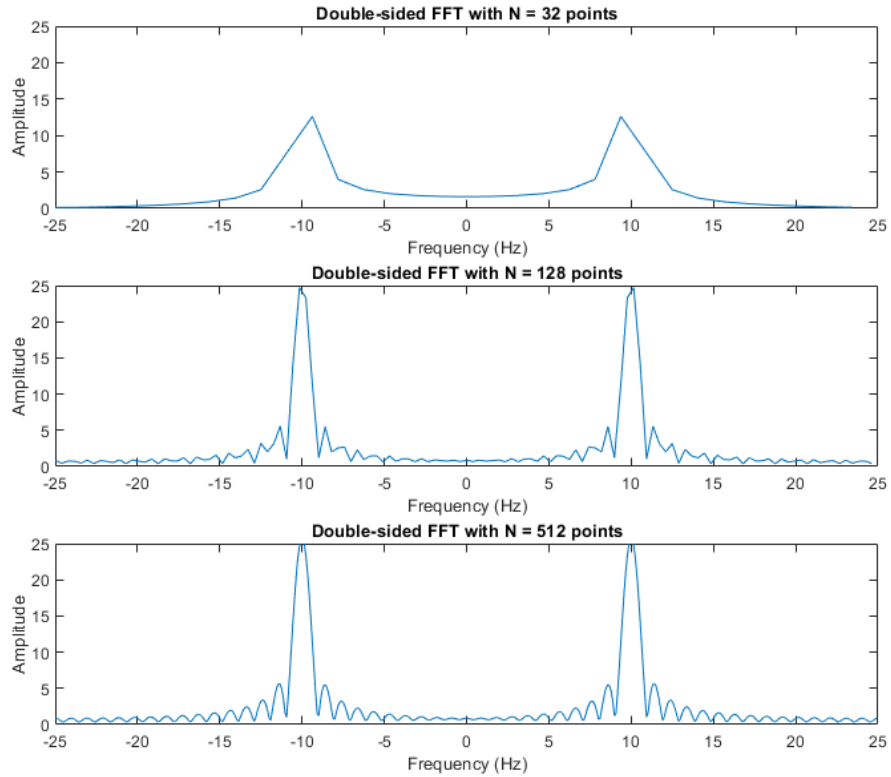 Double-sided FFT with N = 32 points
25
20
15
10
5
0
Amplitude
-25 -20 -15 -10 -5 0 5 10 15 20 25
Frequency (Hz)
Double-sided FFT with N = 128 points
25
20
15
10
5
0
Amplitude
-25 -20 -15 -10 -5 0 5 10 15 20 25
Frequency (Hz)
Double-sided FFT with N = 512 points
25
20
15
10
5
0
Amplitude
-25 -20 -15 -10 -5 0 5 10 15 20 25
Frequency (Hz)